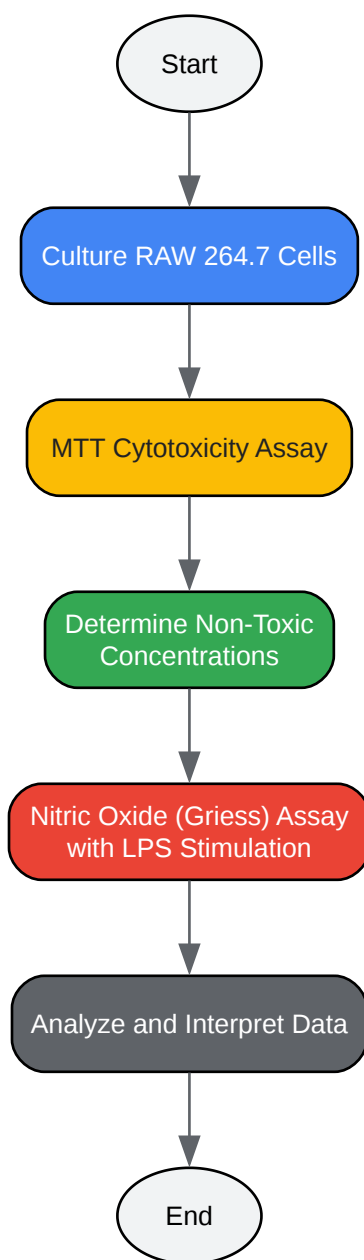 Start
Culture RAW 264.7 Cells
MTT Cytotoxicity Assay
Determine Non-Toxic
Concentrations
Nitric Oxide (Griess) Assay
with LPS Stimulation
Analyze and Interpret Data
End